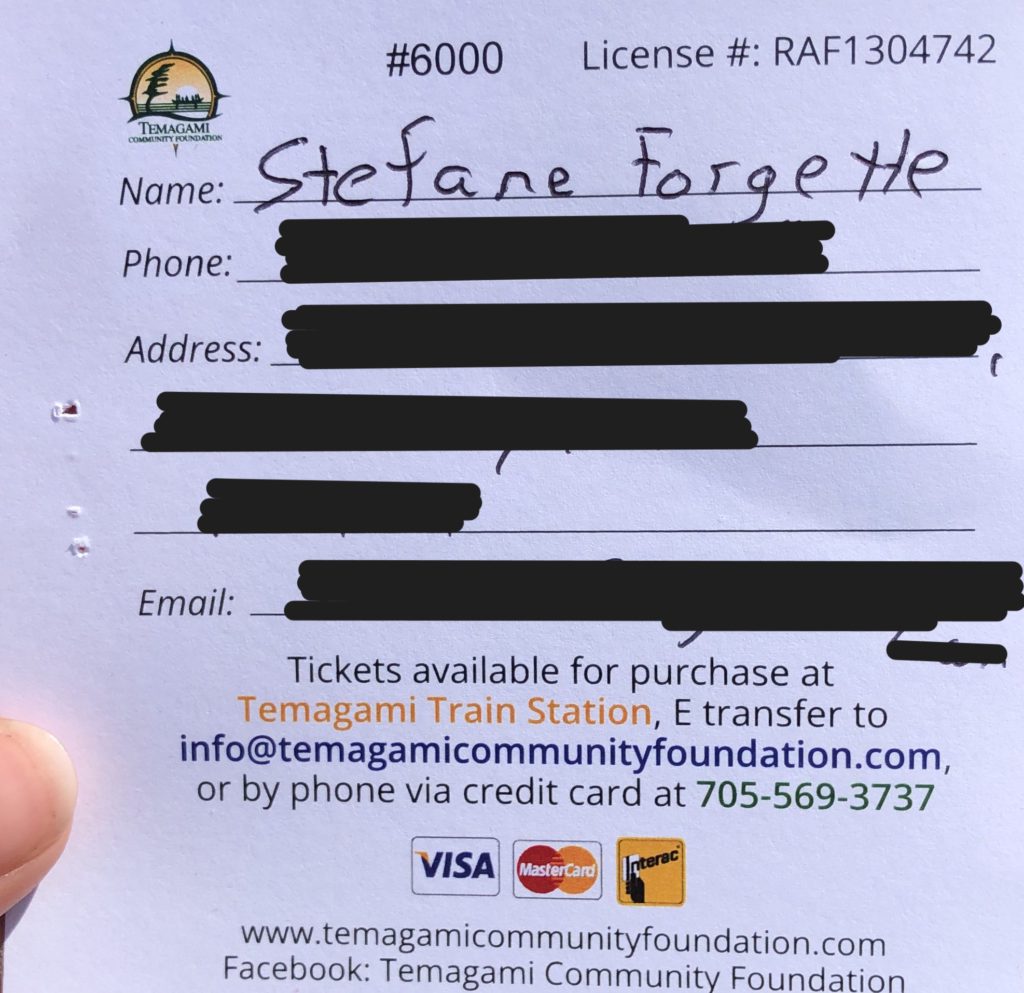 #6000 License #: RAF1304742
TEMAGAMI
COMMUNITY FOUNDATION
Name: Stefane Forgette
Phone:
Address:
Email:
Tickets available for purchase at
Temagami Train Station, E transfer to
info@temagamicommunityfoundation.com,
or by phone via credit card at 705-569-3737
VISA MasterCard Interac
www.temagamicommunityfoundation.com
Facebook: Temagami Community Foundation